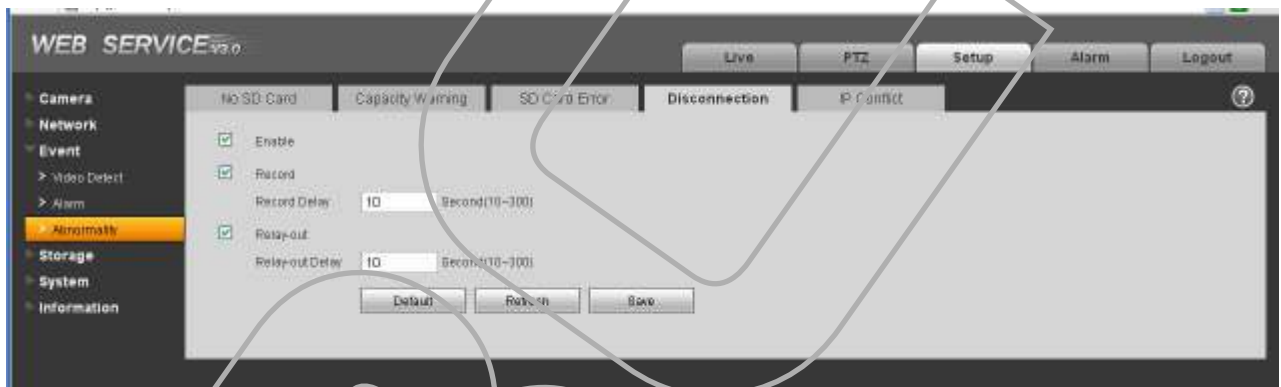 WEB SERVICE V3.0
Live PTZ Setup Alarm Logout
Camera
Network
Event
> Video Detect
> Alarm
> Abnormality
Storage
System
Information
No SD Card Capacity Warning SD Card Error Disconnection IP Conflict
?
Enable
Record
Record Delay 10 Second(10~300)
Relay-out
Relay-out Delay 10 Second(10~300)
Default Refresh Save